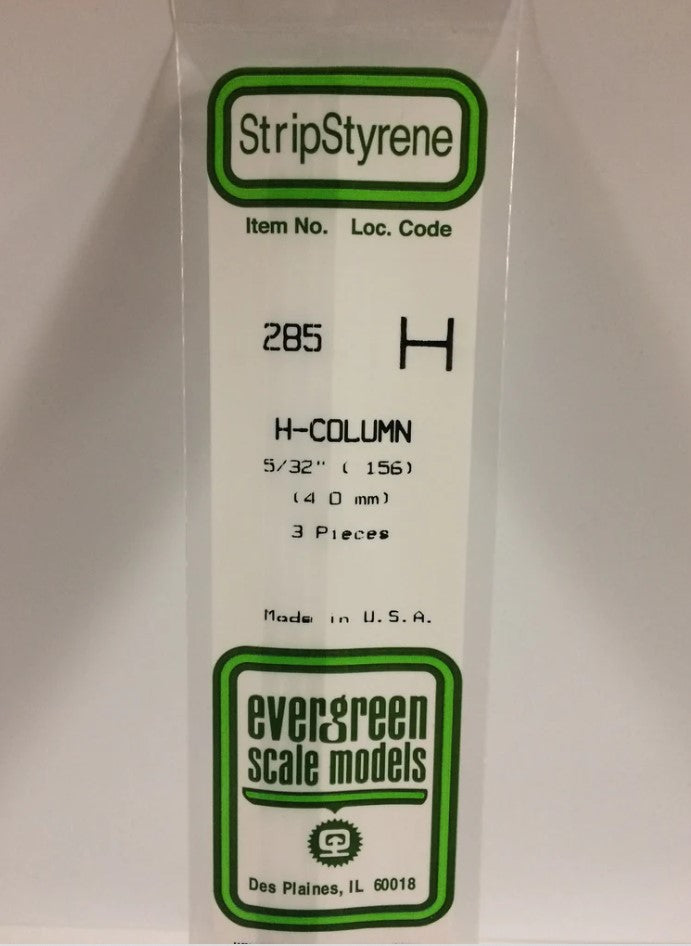 StripStyrene
Item No. Loc. Code
285 H
H-COLUMN
5/32" ( 156)
(4 0 mm)
3 Pieces
Made in U.S.A.
evergreen
scale models
Des Plaines, IL 60018